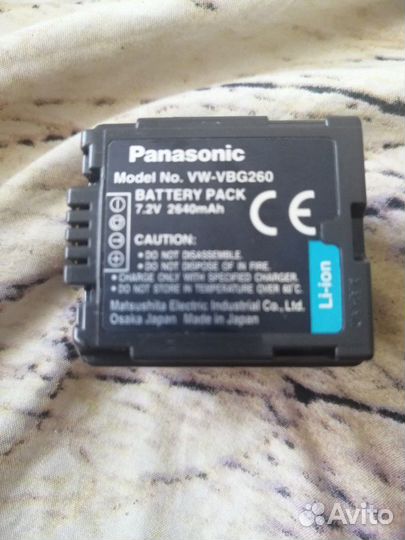 Panasonic
Model No. VW-VBG260
BATTERY PACK
7.2V 2640mAh
CE
CAUTION:
• DO NOT DISASSEMBLE.
• DO NOT DISPOSE OF IN FIRE.
• CHARGE ONLY WITH SPECIFIED CHARGER.
• DO NOT STORE IN TEMPERATURE OVER 60°C.
Matsushita Electric Industrial Co., Ltd.
Osaka Japan Made in Japan
Li-ion
Avito